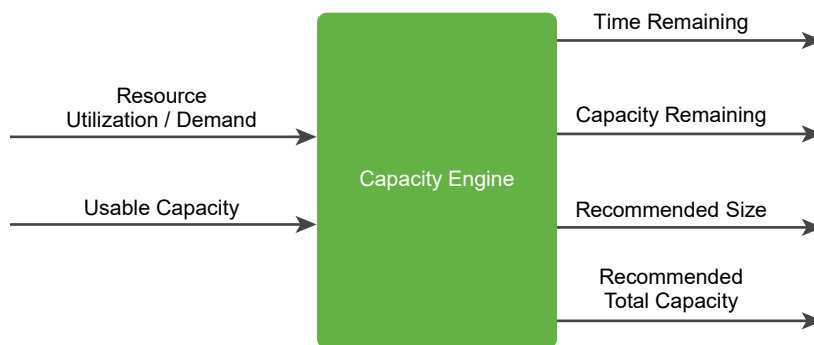 Resource
Utilization / Demand
Usable Capacity
Capacity Engine
Time Remaining
Capacity Remaining
Recommended Size
Recommended
Total Capacity